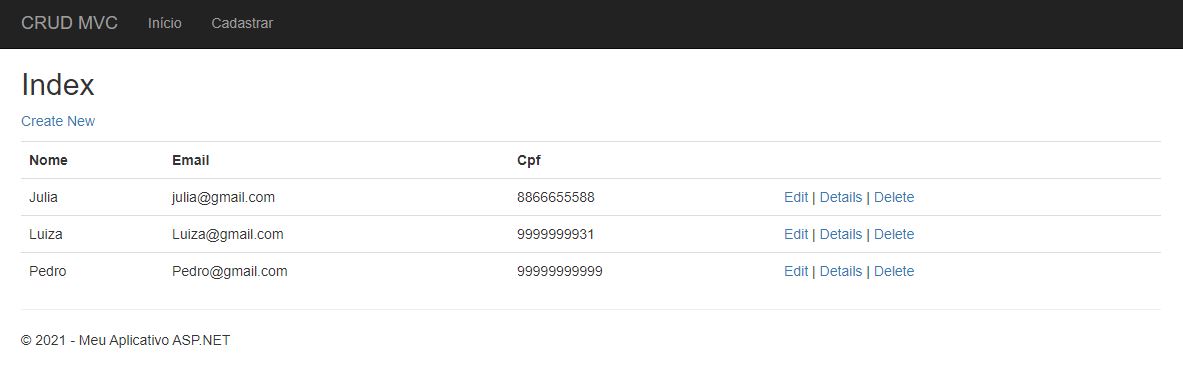 CRUD MVC Início Cadastrar
Index
Create New
Nome Email Cpf
Julia julia@gmail.com 8866655588 Edit | Details | Delete
Luiza Luiza@gmail.com 9999999931 Edit | Details | Delete
Pedro Pedro@gmail.com 99999999999 Edit | Details | Delete
© 2021 - Meu Aplicativo ASP.NET